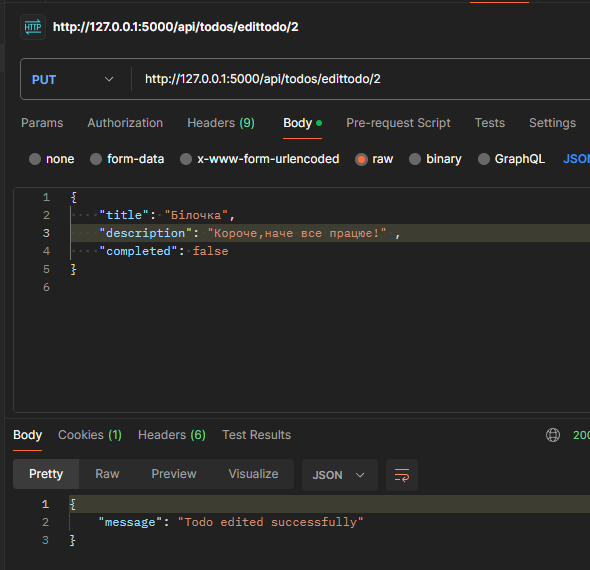 HTTP http://127.0.0.1:5000/api/todos/edittodo/2
PUT http://127.0.0.1:5000/api/todos/edittodo/2
Params Authorization Headers (9) Body Pre-request Script Tests Settings
none form-data x-www-form-urlencoded raw binary GraphQL JSON
1 {
2 "title": "Білочка",
3 "description": "Короче,наче все працює!" ,
4 "completed": false
5 }
6
Body Cookies (1) Headers (6) Test Results 200
Pretty Raw Preview Visualize JSON
1 {
2 "message": "Todo edited successfully"
3 }